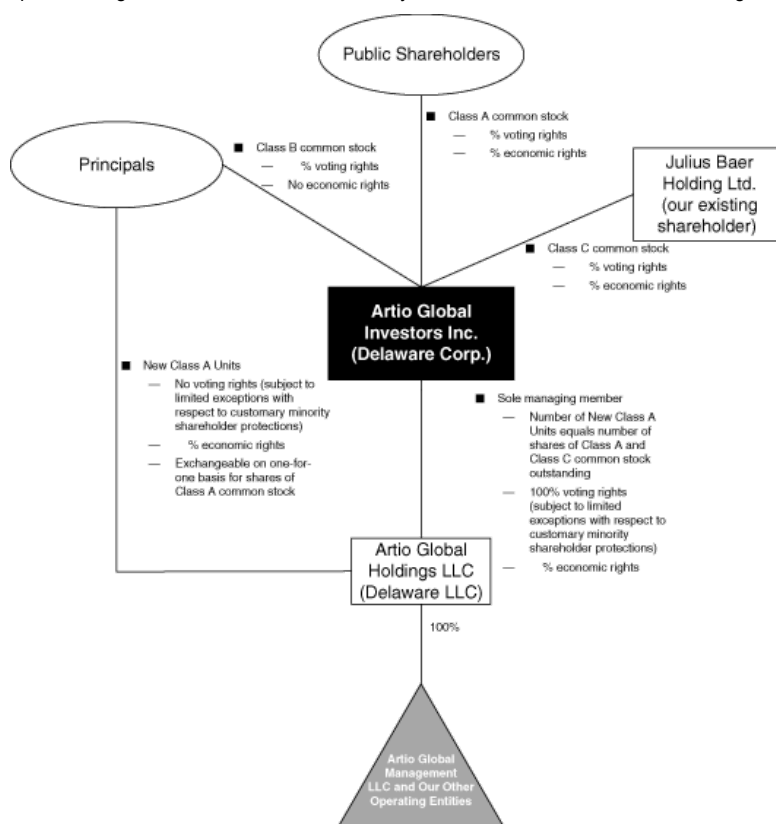 Public Shareholders
■ Class A common stock
— % voting rights
— % economic rights
Principals
■ Class B common stock
— % voting rights
— No economic rights
Julius Baer
Holding Ltd.
(our existing
shareholder)
■ Class C common stock
— % voting rights
— % economic rights
Artio Global
Investors Inc.
(Delaware Corp.)
■ New Class A Units
— No voting rights (subject to
limited exceptions with
respect to customary minority
shareholder protections)
— % economic rights
— Exchangeable on one-for-
one basis for shares of
Class A common stock
■ Sole managing member
— Number of New Class A
Units equals number of
shares of Class A and
Class C common stock
outstanding
— 100% voting rights
(subject to limited
exceptions with respect to
customary minority
shareholder protections)
— % economic rights
Artio Global
Holdings LLC
(Delaware LLC)
100%
Artio Global
Management
LLC and Our Other
Operating Entities